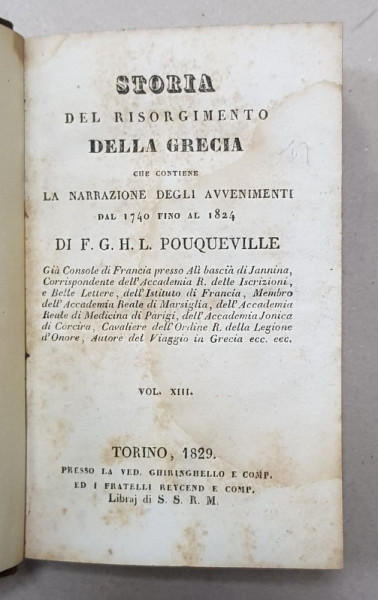 STORIA
DEL RISORGIMENTO
DELLA GRECIA
CHE CONTIENE
LA NARRAZIONE DEGLI AVVENIMENTI
DAL 1740 FINO AL 1824
DI F. G. H. L. POUQUEVILLE
Già Console di Francia presso Alì bascià di Jannina,
Corrispondente dell'Accademia R. delle Iscrizioni,
e Belle Lettere, dell'Istituto di Francia, Membro
dell'Accademia Reale di Marsiglia, dell'Accademia
Reale di Medicina di Parigi, dell'Accademia Jonica
di Corcira, Cavaliere dell'Ordine R. della Legione
d'Onore, Autore del Viaggio in Grecia ecc. ecc.
VOL. XIII.
TORINO, 1829.
PRESSO LA VED. GHIRINGHELLO E COMP.
ED I FRATELLI REYCEND E COMP.
Libraj di S. S. R. M.